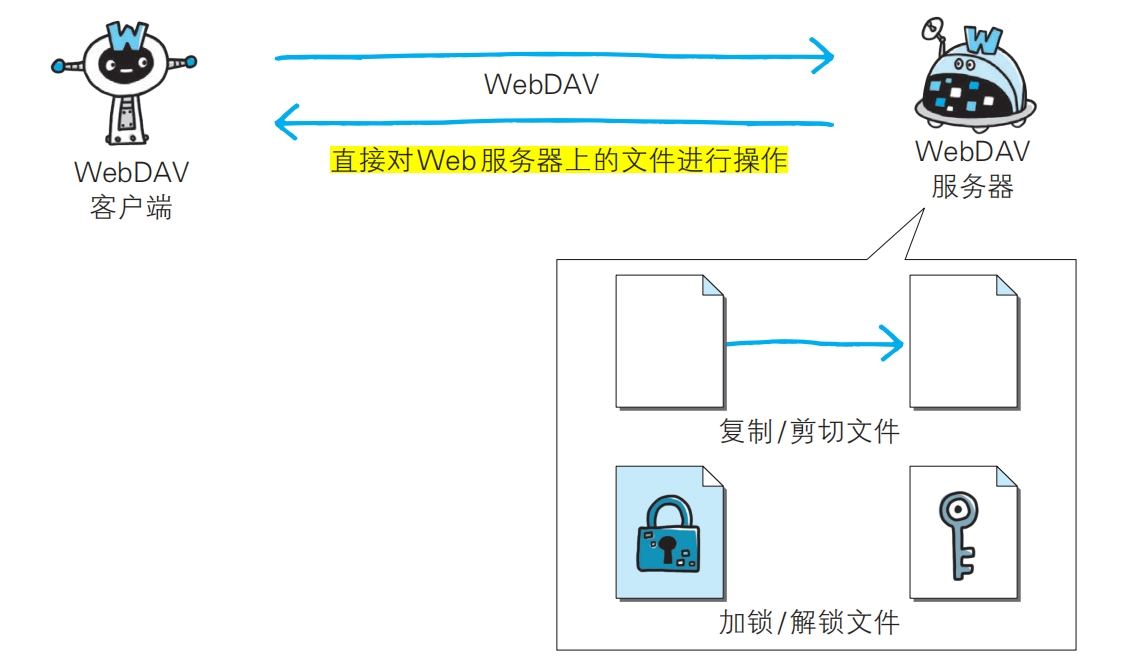 W
W
WebDAV
直接对Web服务器上的文件进行操作
WebDAV
客户端
WebDAV
服务器
复制/剪切文件
加锁/解锁文件